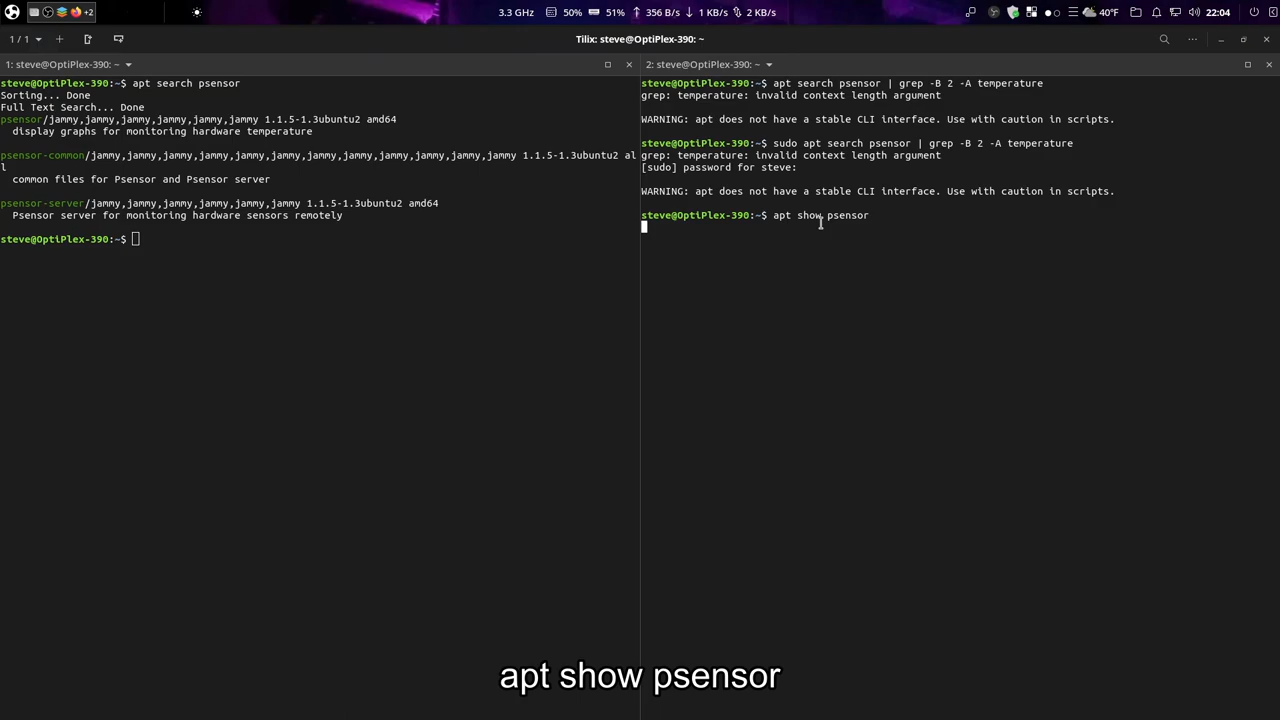 3.3 GHz 50% 51% 356 B/s 1 KB/s 2 KB/s
+2
40°F
22:04
1 / 1
Tilix: steve@OptiPlex-390: ~
1: steve@OptiPlex-390: ~
steve@OptiPlex-390:~$ apt search psensor
Sorting... Done
Full Text Search... Done
psensor/jammy,jammy,jammy,jammy,jammy,jammy 1.1.5-1.3ubuntu2 amd64
display graphs for monitoring hardware temperature
psensor-common/jammy,jammy,jammy,jammy,jammy,jammy,jammy,jammy,jammy,jammy,jammy,jammy 1.1.5-1.3ubuntu2 al
l
common files for Psensor and Psensor server
psensor-server/jammy,jammy,jammy,jammy,jammy,jammy 1.1.5-1.3ubuntu2 amd64
Psensor server for monitoring hardware sensors remotely
steve@OptiPlex-390:~$
2: steve@OptiPlex-390: ~
steve@OptiPlex-390:~$ apt search psensor | grep -B 2 -A temperature
grep: temperature: invalid context length argument
WARNING: apt does not have a stable CLI interface. Use with caution in scripts.
steve@OptiPlex-390:~$ sudo apt search psensor | grep -B 2 -A temperature
grep: temperature: invalid context length argument
[sudo] password for steve:
WARNING: apt does not have a stable CLI interface. Use with caution in scripts.
steve@OptiPlex-390:~$ apt show psensor
apt show psensor